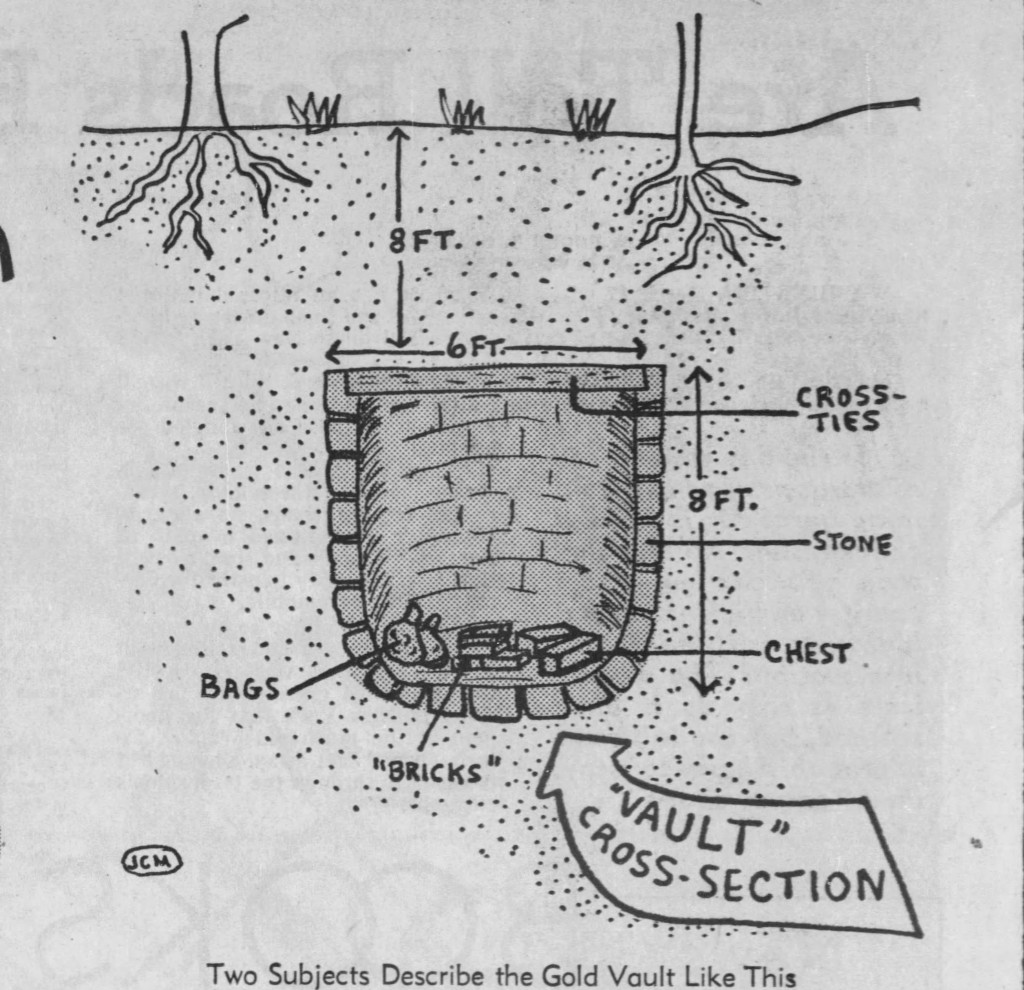 8 FT.
6 FT.
CROSS-
TIES
8 FT.
STONE
CHEST
BAGS
"BRICKS"
"VAULT"
CROSS-SECTION
JCM
Two Subjects Describe the Gold Vault Like This